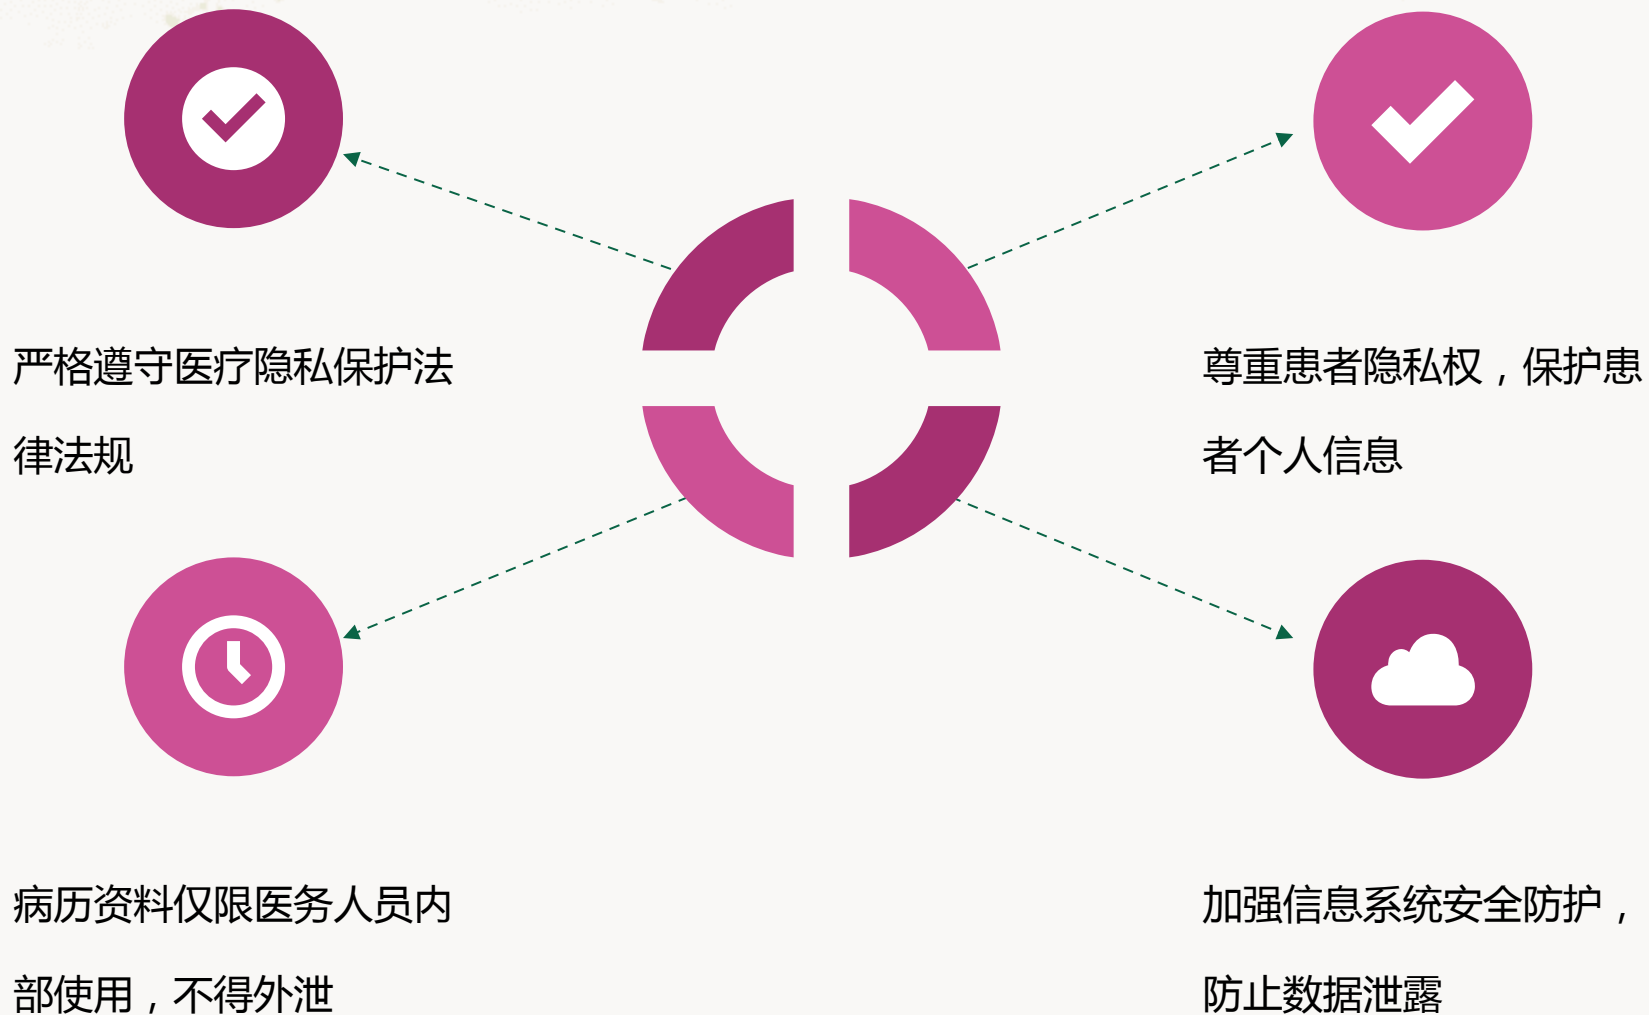 严格遵守医疗隐私保护法
律法规
尊重患者隐私权，保护患
者个人信息
病历资料仅限医务人员内
部使用，不得外泄
加强信息系统安全防护，
防止数据泄露